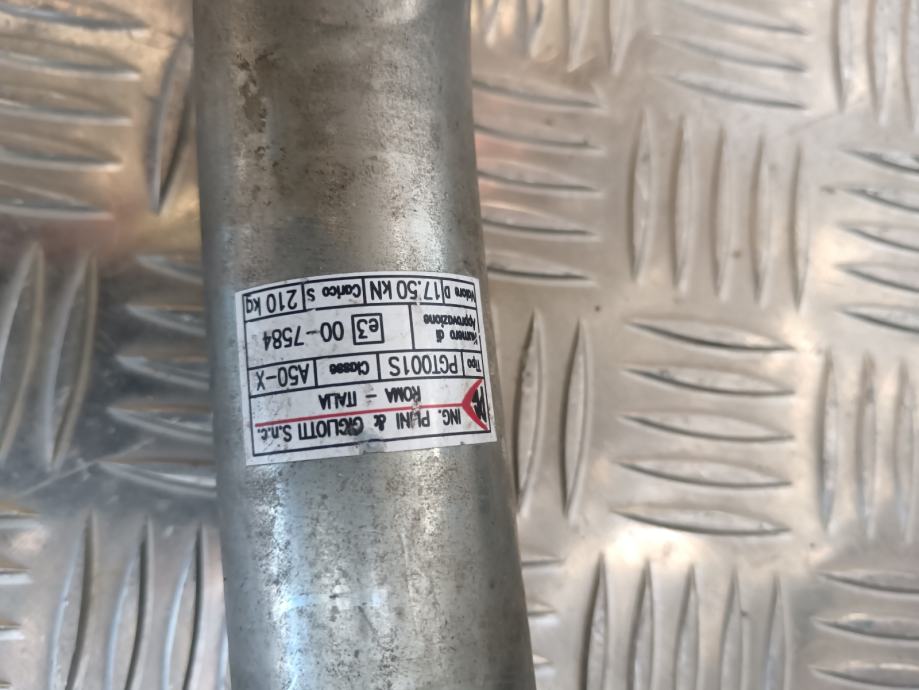 ING. PLINI & GIGLIOTTI S.n.c.
ROMA - ITALIA
Tipo PGT001S Classe A50-X
Numero di
Approvazione e3 00-7584
Valore D 17.50 kN Carico S 210 kg